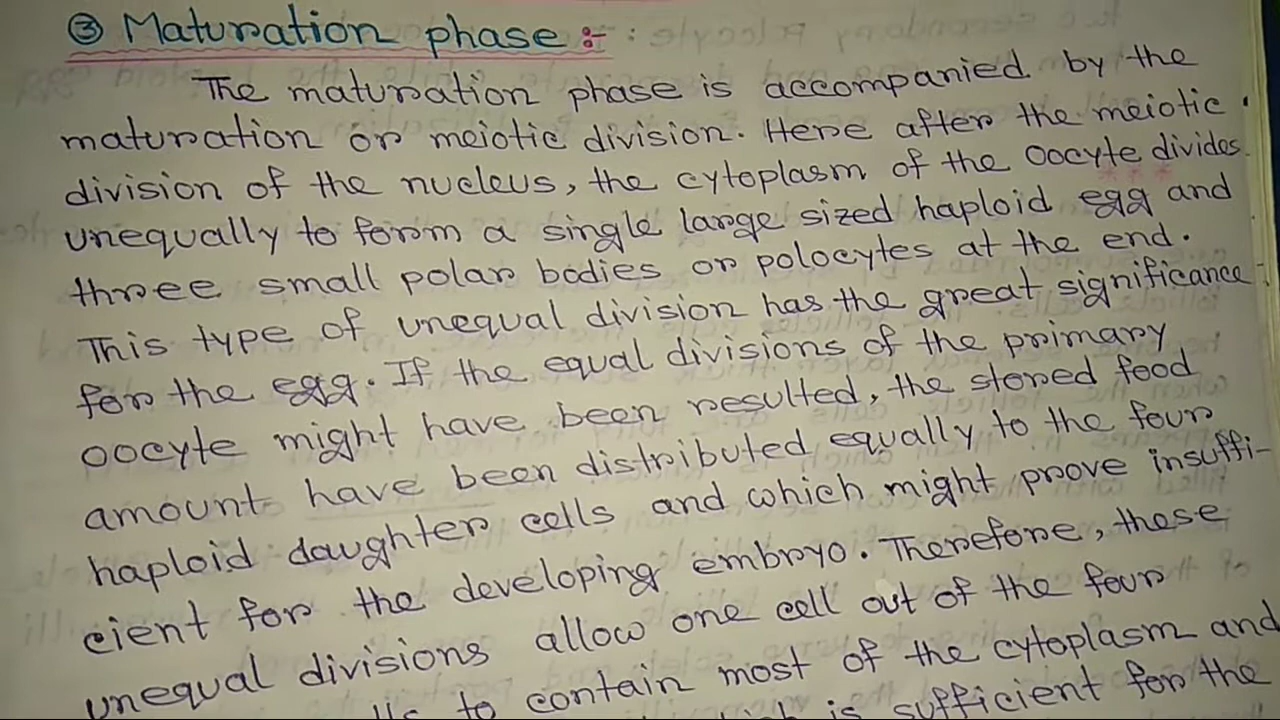 ③ Maturation phase :-
The maturation phase is accompanied by the
maturation or meiotic division. Here after the meiotic
division of the nucleus, the cytoplasm of the Oocyte divides
unequally to form a single large sized haploid egg and
three small polar bodies or polocytes at the end.
This type of unequal division has the great significance
for the egg. If the equal divisions of the primary
oocyte might have been resulted, the stored food
amount have been distributed equally to the four
haploid daughter cells and which might prove insuffi-
cient for the developing embryo. Therefore, these
unequal divisions allow one cell out of the four
to contain most of the cytoplasm and
is sufficient for the